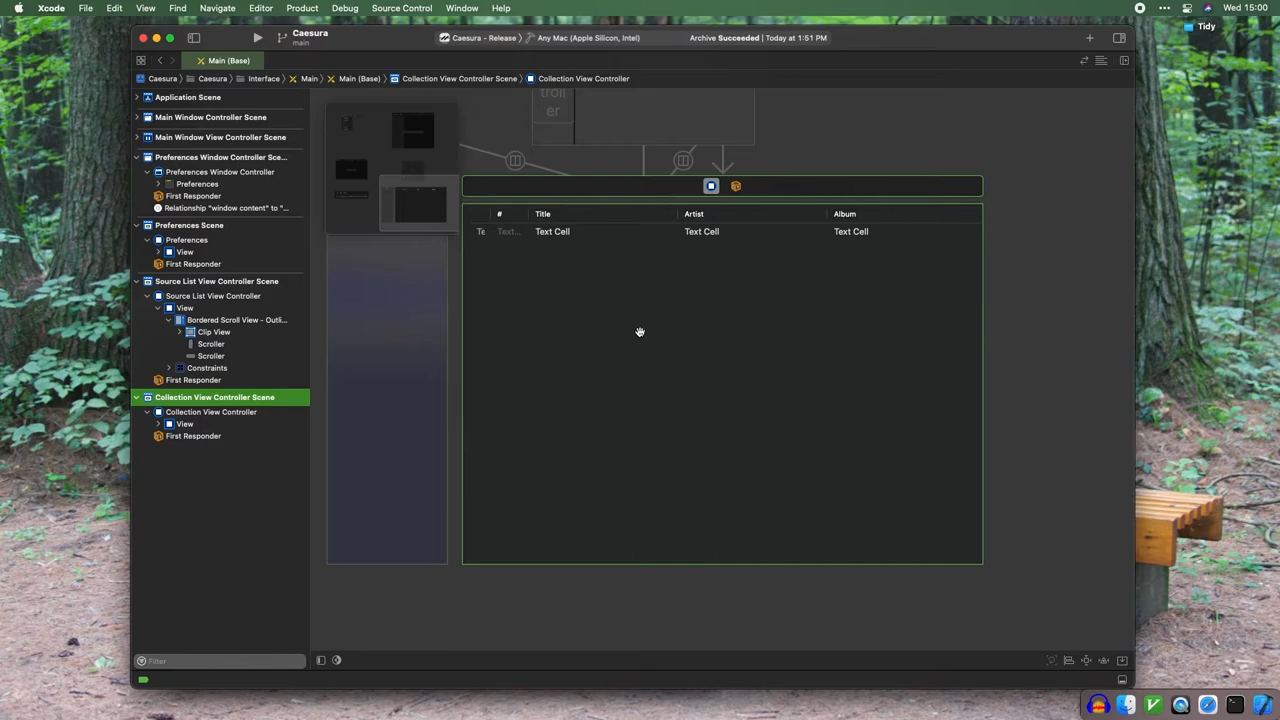 Xcode File Edit View Find Navigate Editor Product Debug Source Control Window Help Wed 15:00
Tidy
Caesura
main
Caesura - Release
Any Mac (Apple Silicon, Intel)
Archive Succeeded | Today at 1:51 PM
Main (Base)
Caesura Caesura Interface Main Main (Base) Collection View Controller Scene Collection View Controller
Application Scene
Main Window Controller Scene
Main Window View Controller Scene
Preferences Window Controller Sce...
Preferences Window Controller
Preferences
First Responder
Relationship "window content" to "...
Preferences Scene
Preferences
View
First Responder
Source List View Controller Scene
Source List View Controller
View
Bordered Scroll View - Outli...
Clip View
Scroller
Scroller
Constraints
First Responder
Collection View Controller Scene
Collection View Controller
View
First Responder
Filter
troll
er
# Title Artist Album
Te Text... Text Cell Text Cell Text Cell